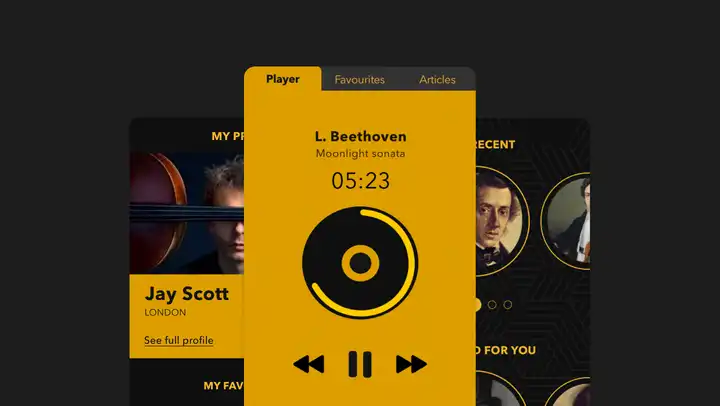 Player
Favourites
Articles
L. Beethoven
Moonlight sonata
05:23
MY PR
Jay Scott
LONDON
See full profile
MY FAV
RECENT
FOR YOU